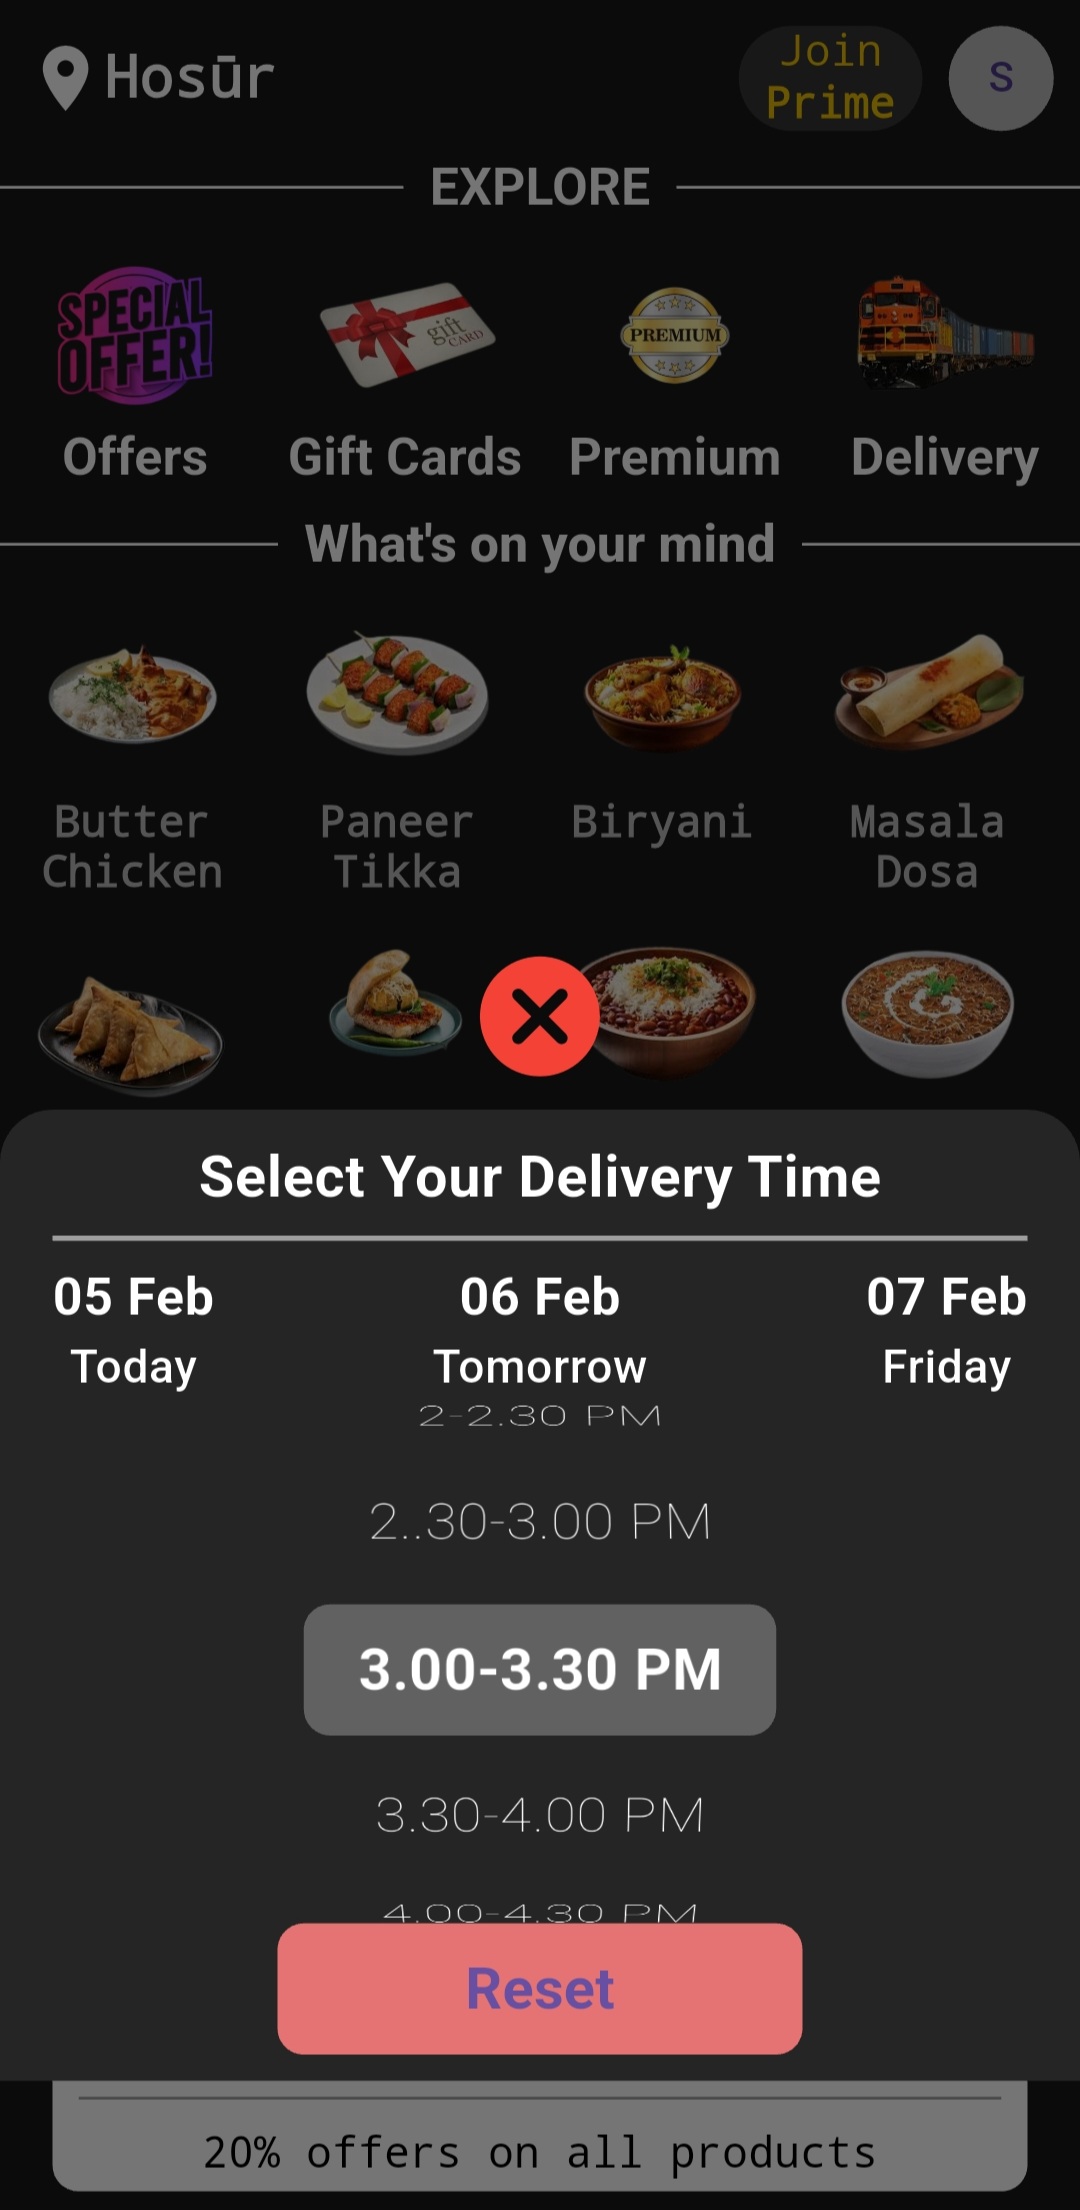 Hosūr
Join
Prime
S
EXPLORE
SPECIAL
OFFER!
gift
CARD
PREMIUM
Offers
Gift Cards
Premium
Delivery
What's on your mind
Butter
Chicken
Paneer
Tikka
Biryani
Masala
Dosa
Select Your Delivery Time
05 Feb
Today
06 Feb
Tomorrow
07 Feb
Friday
2-2.30 PM
2..30-3.00 PM
3.00-3.30 PM
3.30-4.00 PM
4.00-4.30 PM
Reset
20% offers on all products